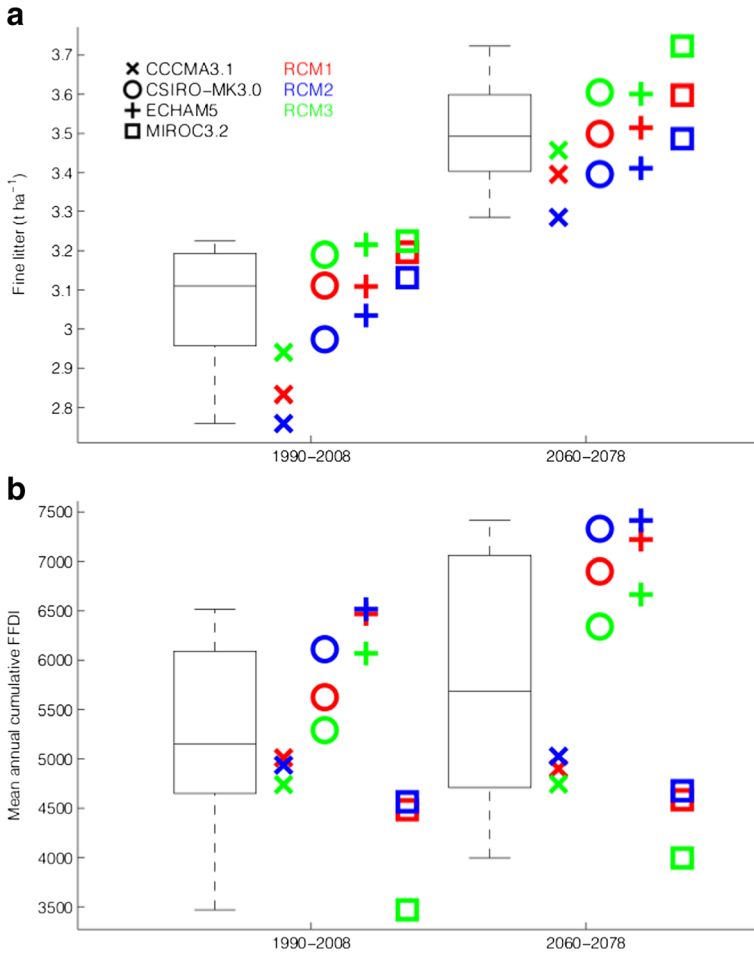 a
Fine litter (t ha⁻¹)
3.7
3.6
3.5
3.4
3.3
3.2
3.1
3
2.9
2.8
CCCMA3.1 RCM1
CSIRO-MK3.0 RCM2
ECHAM5 RCM3
MIROC3.2
1990-2008 2060-2078
b
Mean annual cumulative FFDI
7500
7000
6500
6000
5500
5000
4500
4000
3500
1990-2008 2060-2078